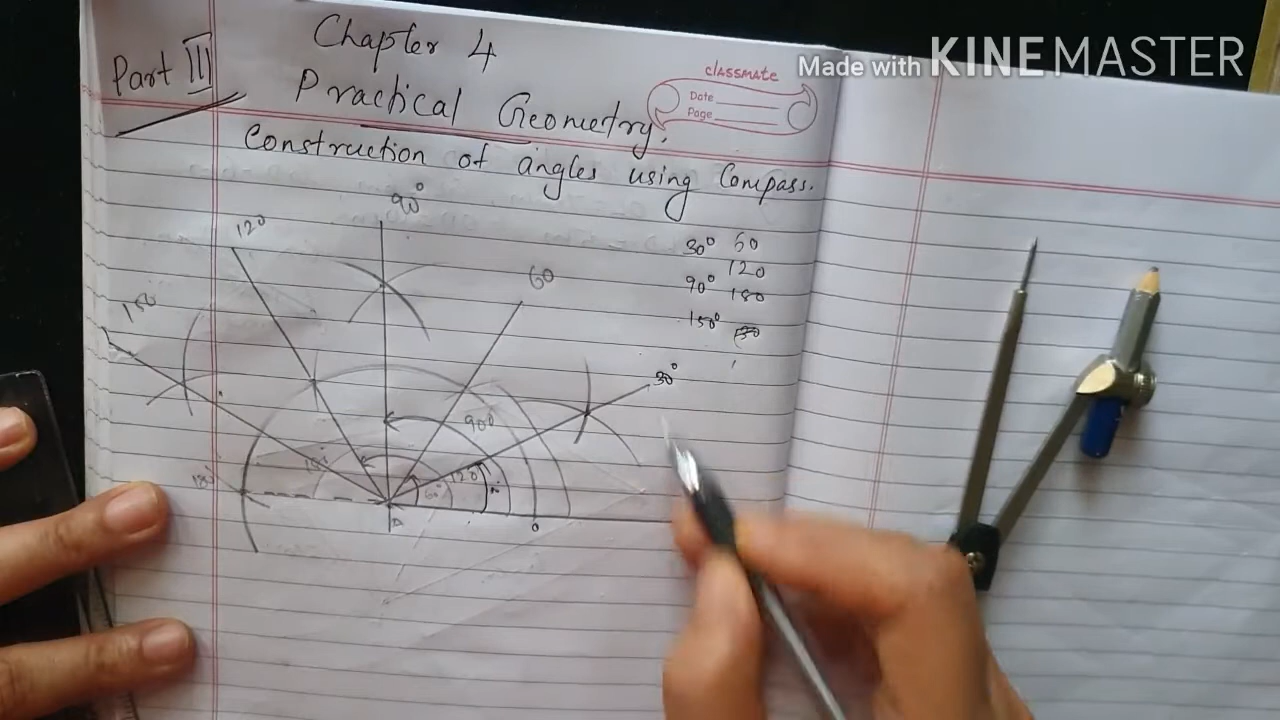 Made with KINEMASTER
Chapter 4
Part III
Practical Geometry.
classmate
Date
Page
Construction of angles using Compass.
90°
120
60
150
30°
180
30° 60
120
90° 180
150°
90°
120
60°